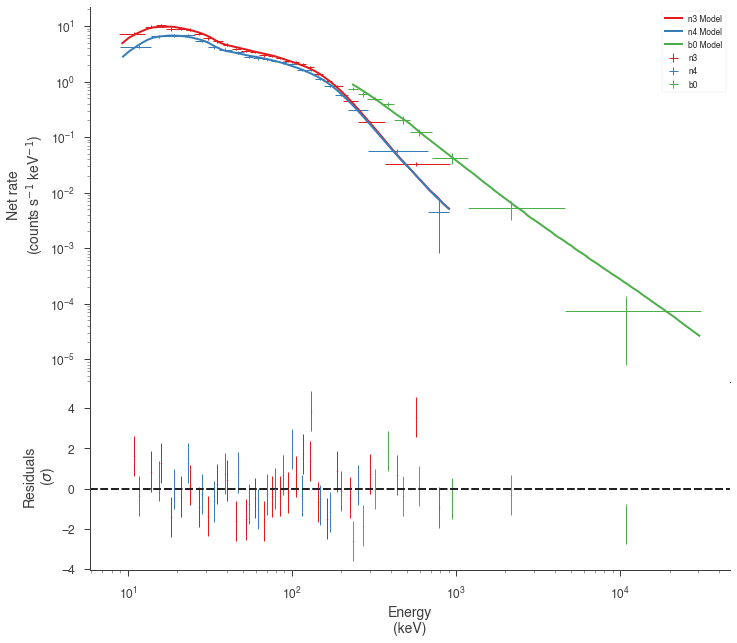 n3 Model
n4 Model
b0 Model
n3
n4
b0
10¹
10⁰
10⁻¹
10⁻²
10⁻³
10⁻⁴
10⁻⁵
Net rate
(counts s⁻¹ keV⁻¹)
4
2
0
−2
−4
Residuals
(σ)
10¹ 10² 10³ 10⁴
Energy
(keV)